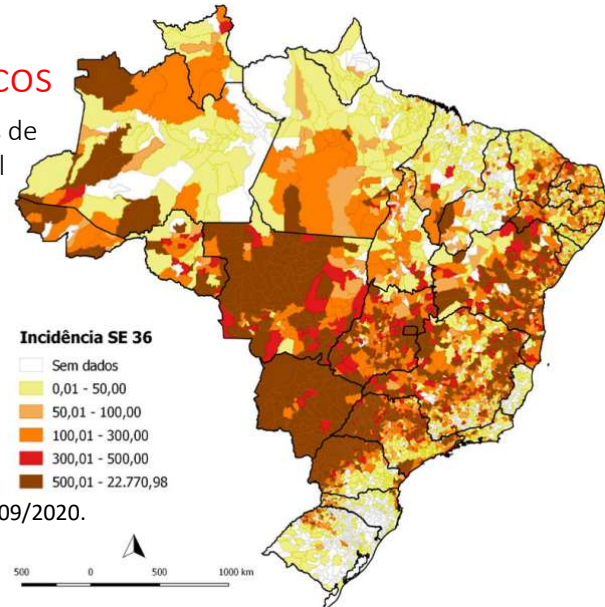 COS
de
l
Incidência SE 36
Sem dados
0,01 - 50,00
50,01 - 100,00
100,01 - 300,00
300,01 - 500,00
500,01 - 22.770,98
09/2020.
500 0 500 1000 km